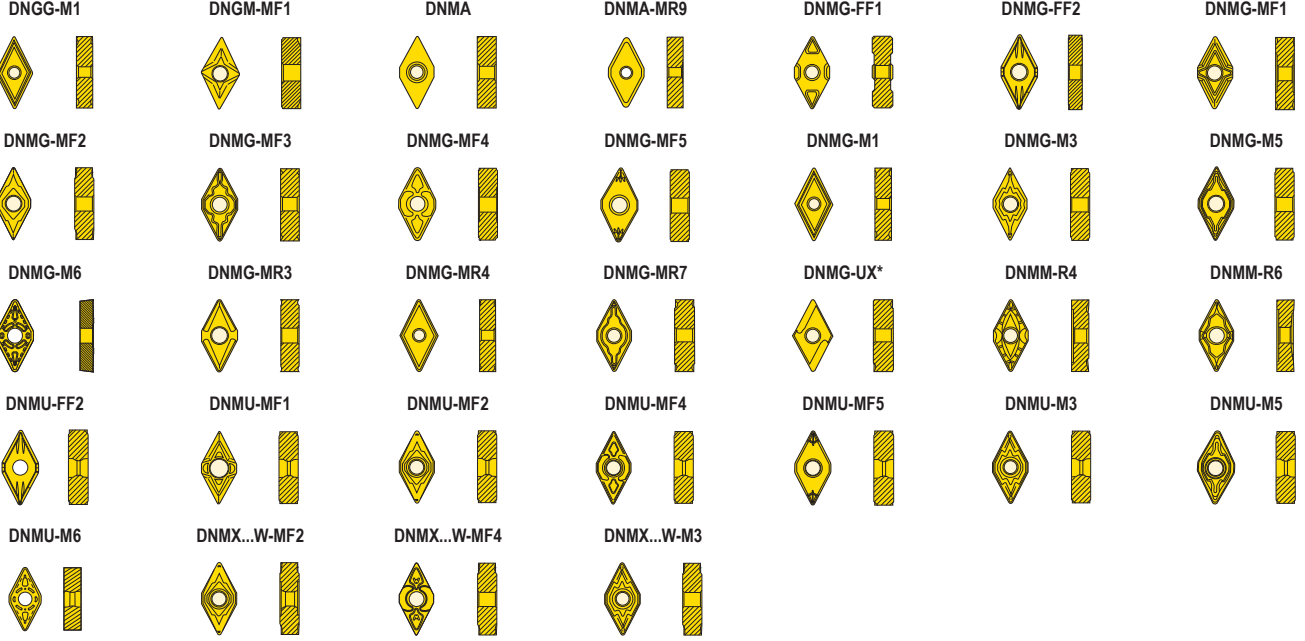 DNGG-M1 DNGM-MF1 DNMA DNMA-MR9 DNMG-FF1 DNMG-FF2 DNMG-MF1
DNMG-MF2 DNMG-MF3 DNMG-MF4 DNMG-MF5 DNMG-M1 DNMG-M3 DNMG-M5
DNMG-M6 DNMG-MR3 DNMG-MR4 DNMG-MR7 DNMG-UX* DNMM-R4 DNMM-R6
DNMU-FF2 DNMU-MF1 DNMU-MF2 DNMU-MF4 DNMU-MF5 DNMU-M3 DNMU-M5
DNMU-M6 DNMX...W-MF2 DNMX...W-MF4 DNMX...W-M3